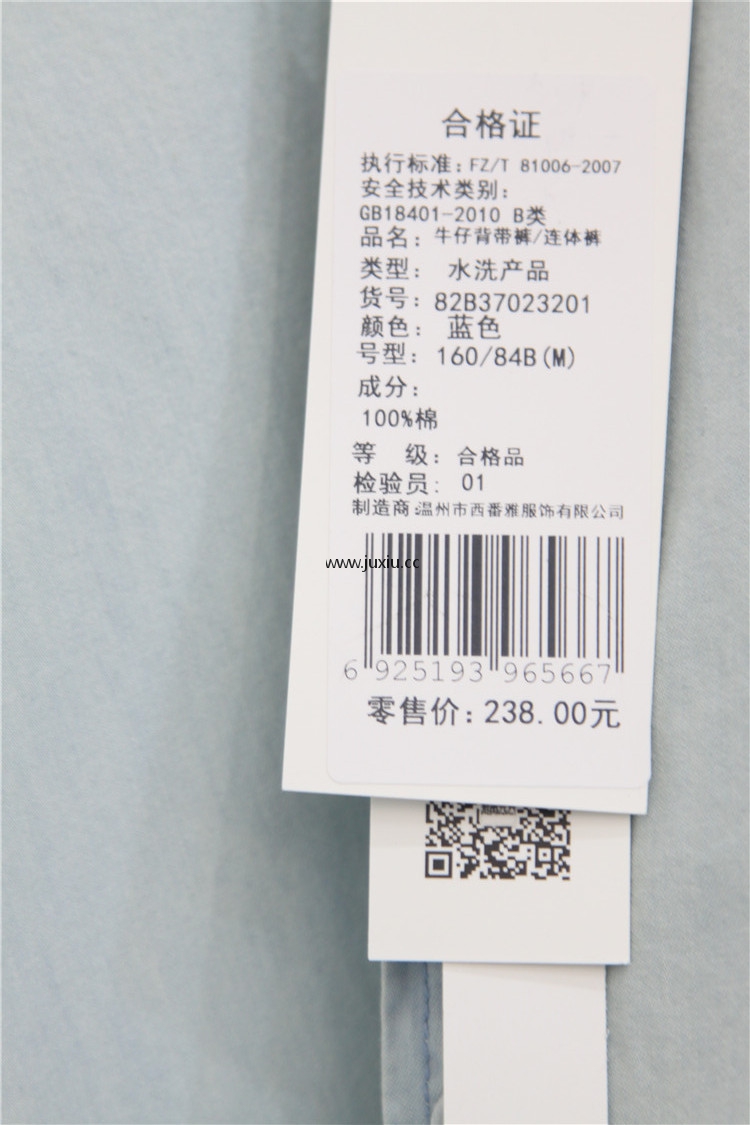 合格证
执行标准：FZ/T 81006-2007
安全技术类别：
GB18401-2010 B类
品名：牛仔背带裤/连体裤
类型： 水洗产品
货号：82B37023201
颜色： 蓝色
号型：160/84B(M)
成分：
100%棉
等 级：合格品
检验员： 01
制造商：温州市西番雅服饰有限公司
www.juxiu.cc
6 925193 965667
零售价：238.00元